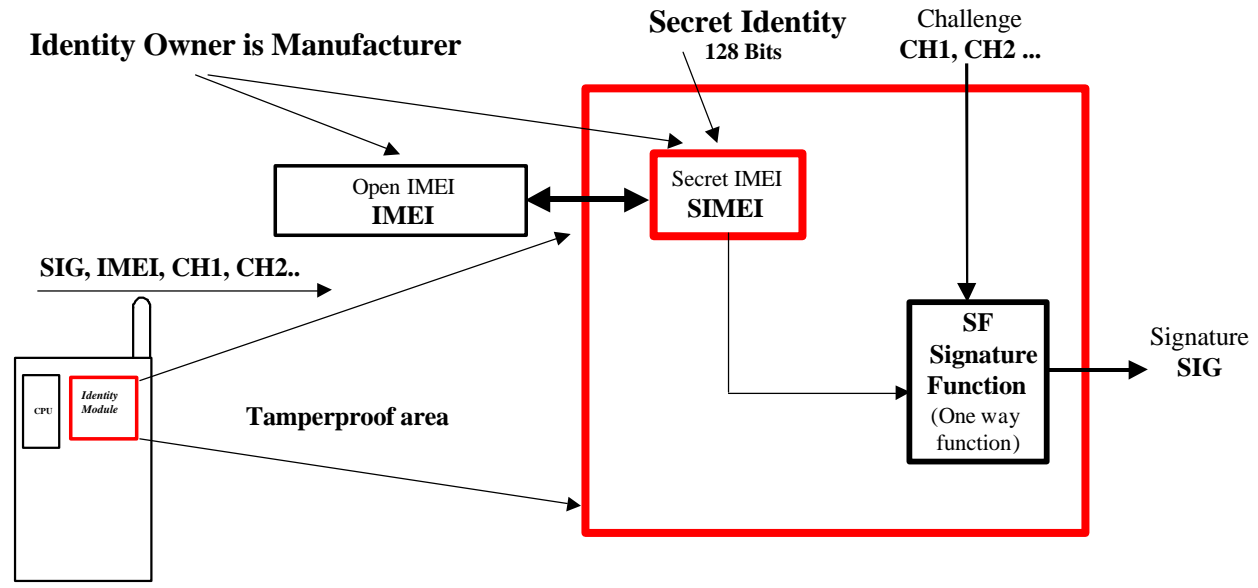 Identity Owner is Manufacturer
Secret Identity
128 Bits
Challenge
CH1, CH2 ...
Open IMEI
IMEI
Secret IMEI
SIMEI
SIG, IMEI, CH1, CH2..
CPU
Identity
Module
Tamperproof area
SF
Signature
Function
(One way
function)
Signature
SIG